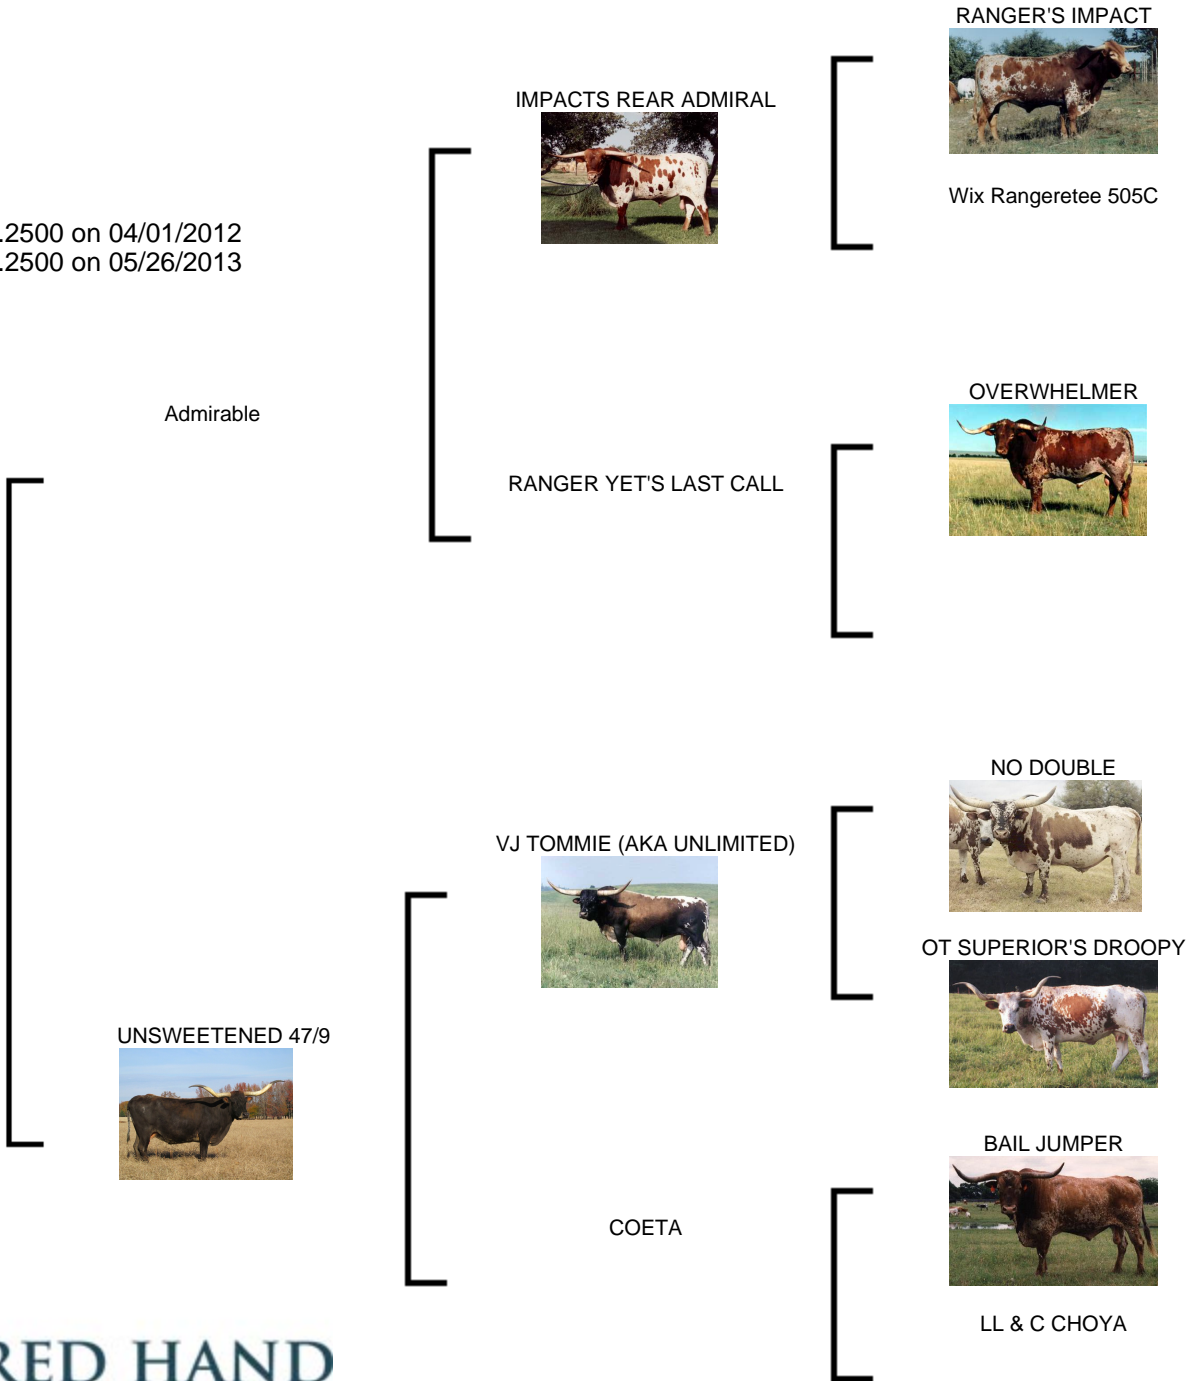 RANGER'S IMPACT
IMPACTS REAR ADMIRAL
Wix Rangeretee 505C
.2500 on 04/01/2012
.2500 on 05/26/2013
OVERWHELMER
Admirable
RANGER YET'S LAST CALL
NO DOUBLE
VJ TOMMIE (AKA UNLIMITED)
OT SUPERIOR'S DROOPY
UNSWEETENED 47/9
BAIL JUMPER
COETA
LL & C CHOYA
RED HAND